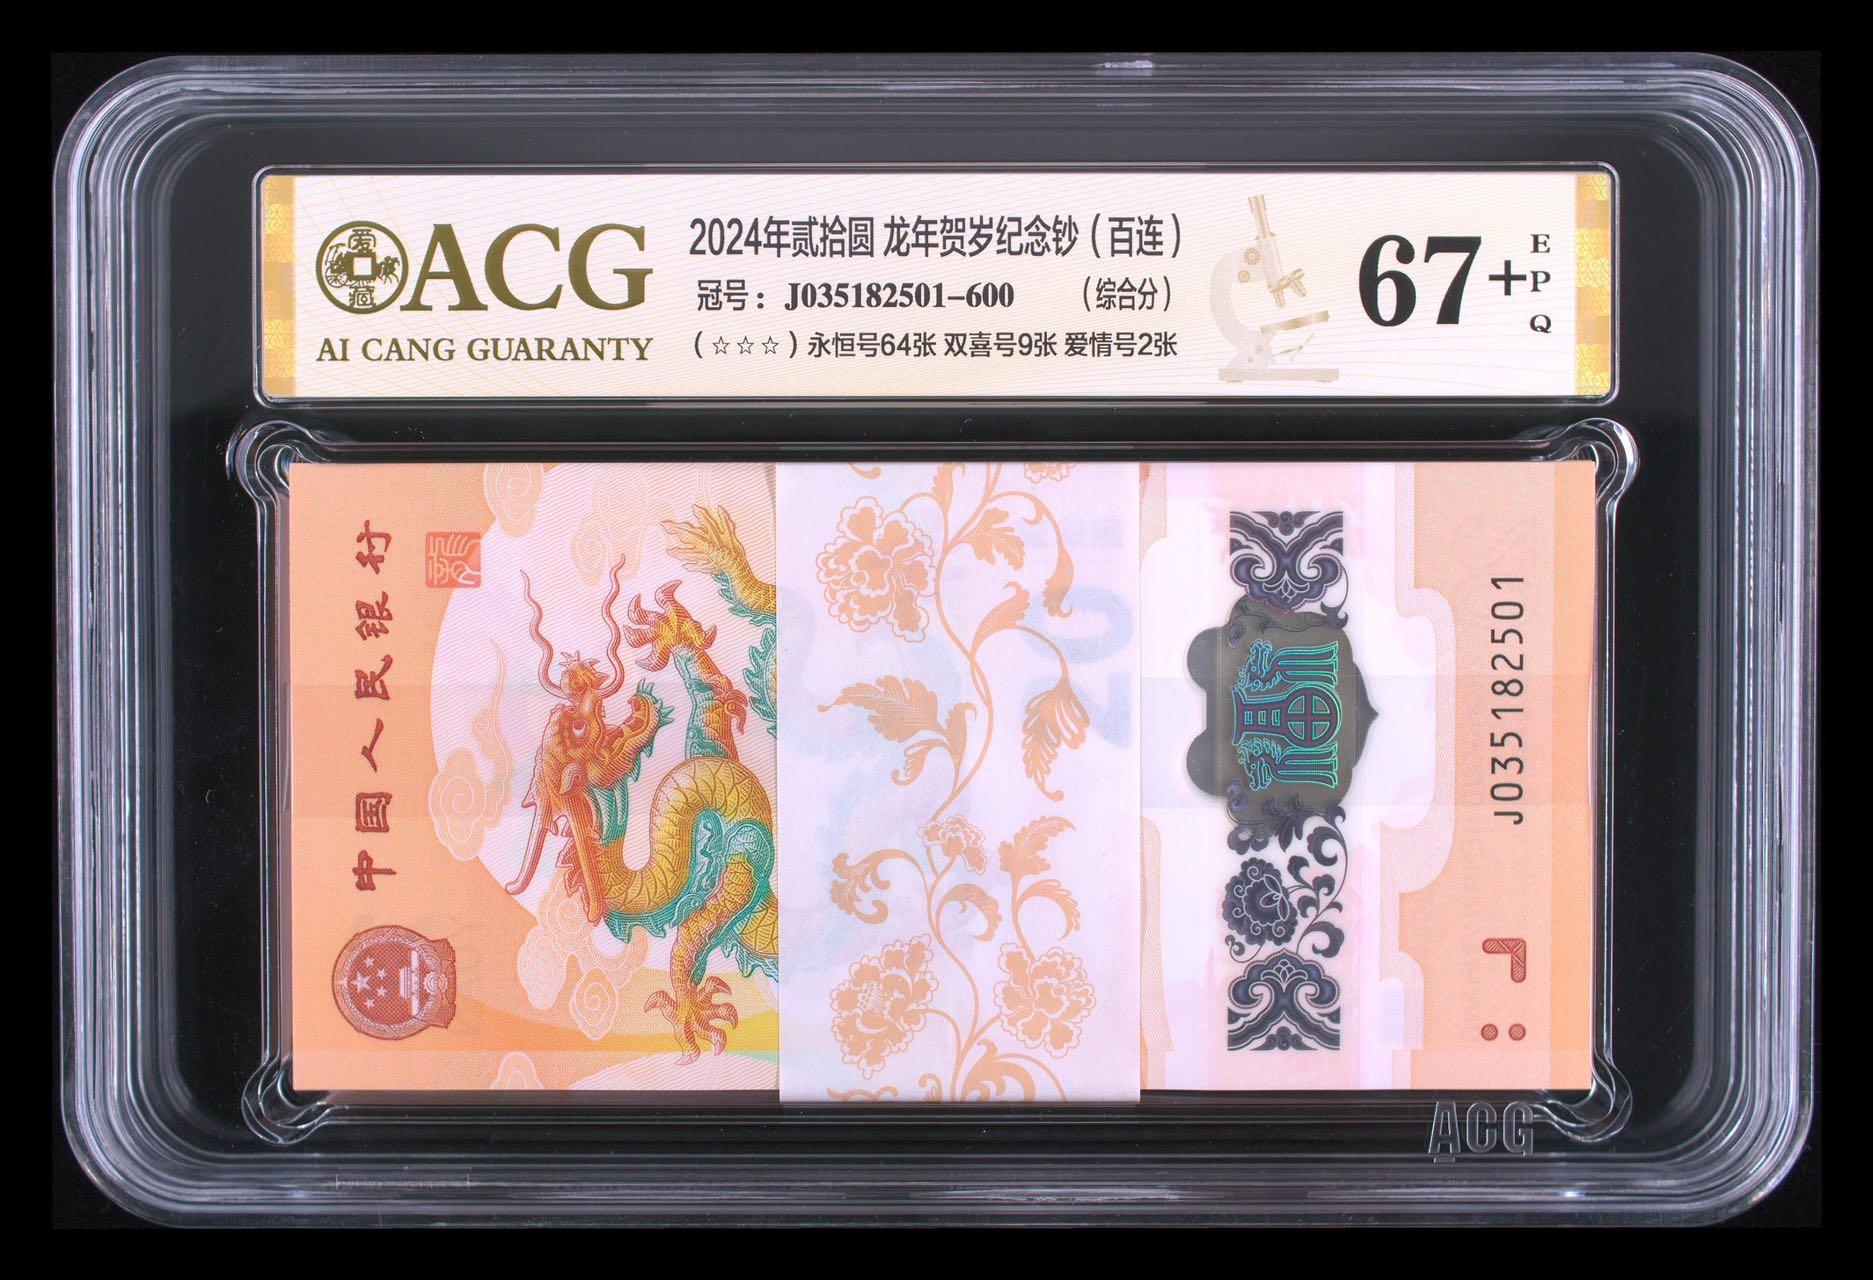 ACG
AI CANG GUARANTY
2024年贰拾圆 龙年贺岁纪念钞（百连）
冠号：J035182501-600 （综合分）
（☆☆☆）永恒号64张 双喜号9张 爱情号2张
67+
EPQ
中国人民银行
J035182501
ACG